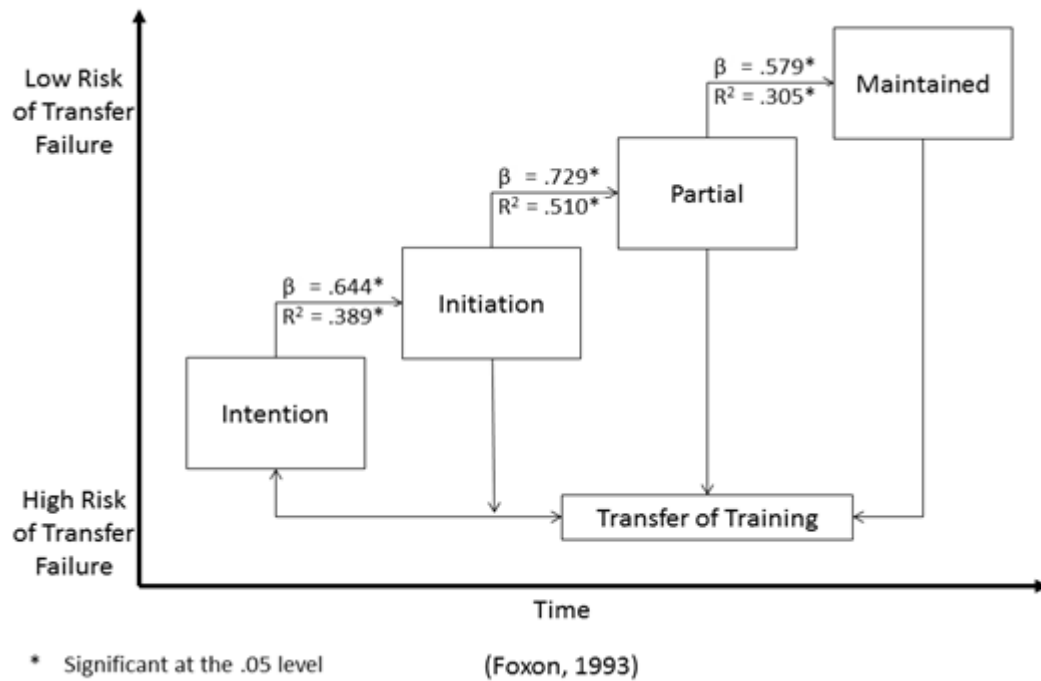 Low Risk
of Transfer
Failure
β = .579*
R² = .305*
Maintained
β = .729*
R² = .510*
Partial
β = .644*
R² = .389*
Initiation
Intention
High Risk
of Transfer
Failure
Transfer of Training
Time
* Significant at the .05 level
(Foxon, 1993)